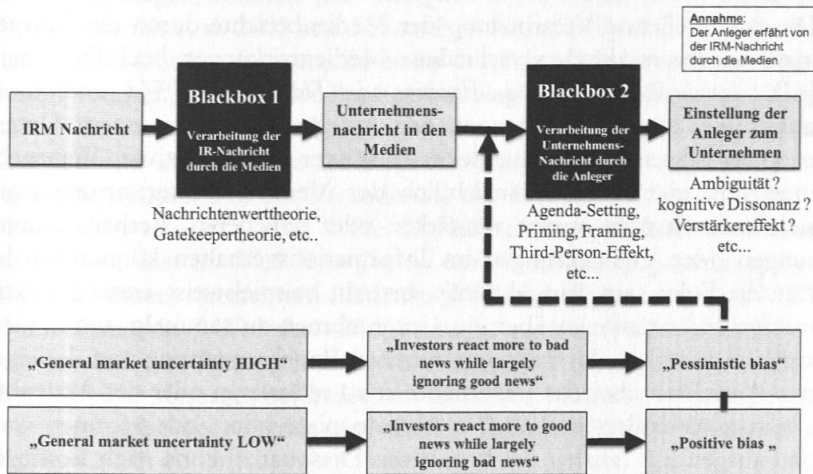 Annahme:
Der Anleger erfährt von
der IRM-Nachricht
durch die Medien
IRM Nachricht
Blackbox 1
Verarbeitung der
IR-Nachricht
durch die Medien
Unternehmens-
nachricht in den
Medien
Blackbox 2
Verarbeitung der
Unternehmens-
Nachricht durch
die Anleger
Einstellung der
Anleger zum
Unternehmen
Nachrichtenwerttheorie,
Gatekeepertheorie, etc..
Agenda-Setting,
Priming, Framing,
Third-Person-Effekt,
etc...
Ambiguität?
kognitive Dissonanz?
Verstärkereffekt?
etc...
„General market uncertainty HIGH“
„Investors react more to bad
news while largely
ignoring good news“
„Pessimistic bias“
„General market uncertainty LOW“
„Investors react more to good
news while largely
ignoring bad news“
„Positive bias „